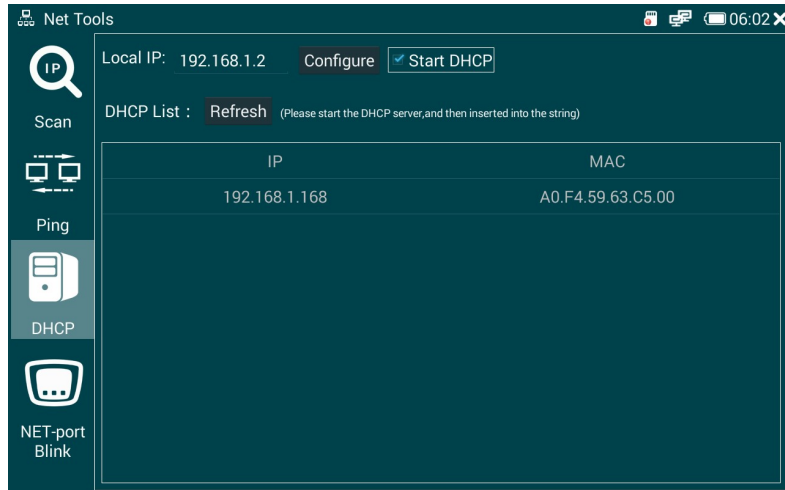 Net Tools
06:02
Local IP: 192.168.1.2 Configure Start DHCP
IP
Scan
DHCP List : Refresh (Please start the DHCP server,and then inserted into the string)
IP MAC
192.168.1.168 A0.F4.59.63.C5.00
Ping
DHCP
NET-port
Blink